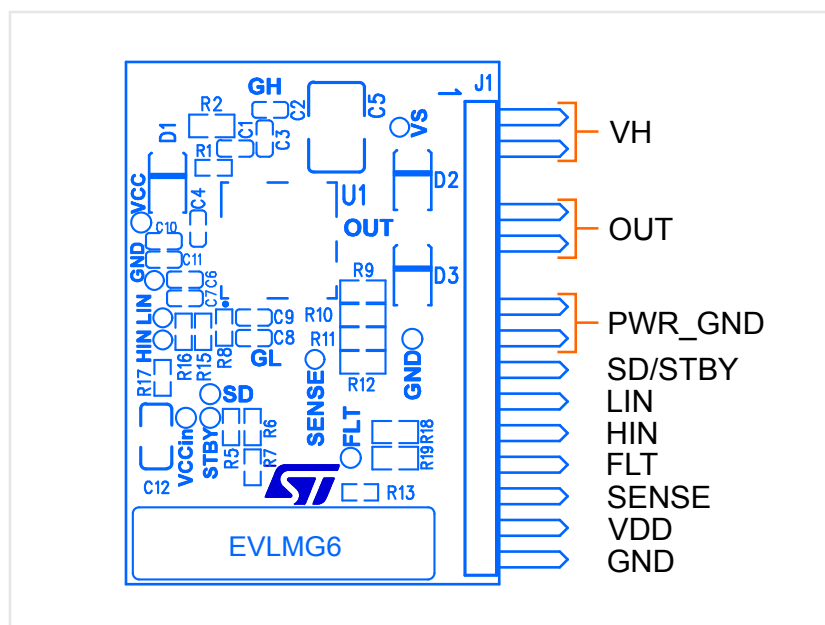 J1
GH
R2
C2
C5
VS
VH
D1
C1
C3
R1
VCC
C4
U1
D2
OUT
OUT
C10
GND
C11
C6
C7
D3
R9
HIN LIN
R10
C9
PWR_GND
R16
R15
R8
C8
R11
GL
R17
R12
GND
SD/STBY
SD
SENSE
LIN
VCCin
STBY
R5
R6
FLT
R18
HIN
R7
R19
FLT
C12
ST
R13
SENSE
EVLMG6
VDD
GND